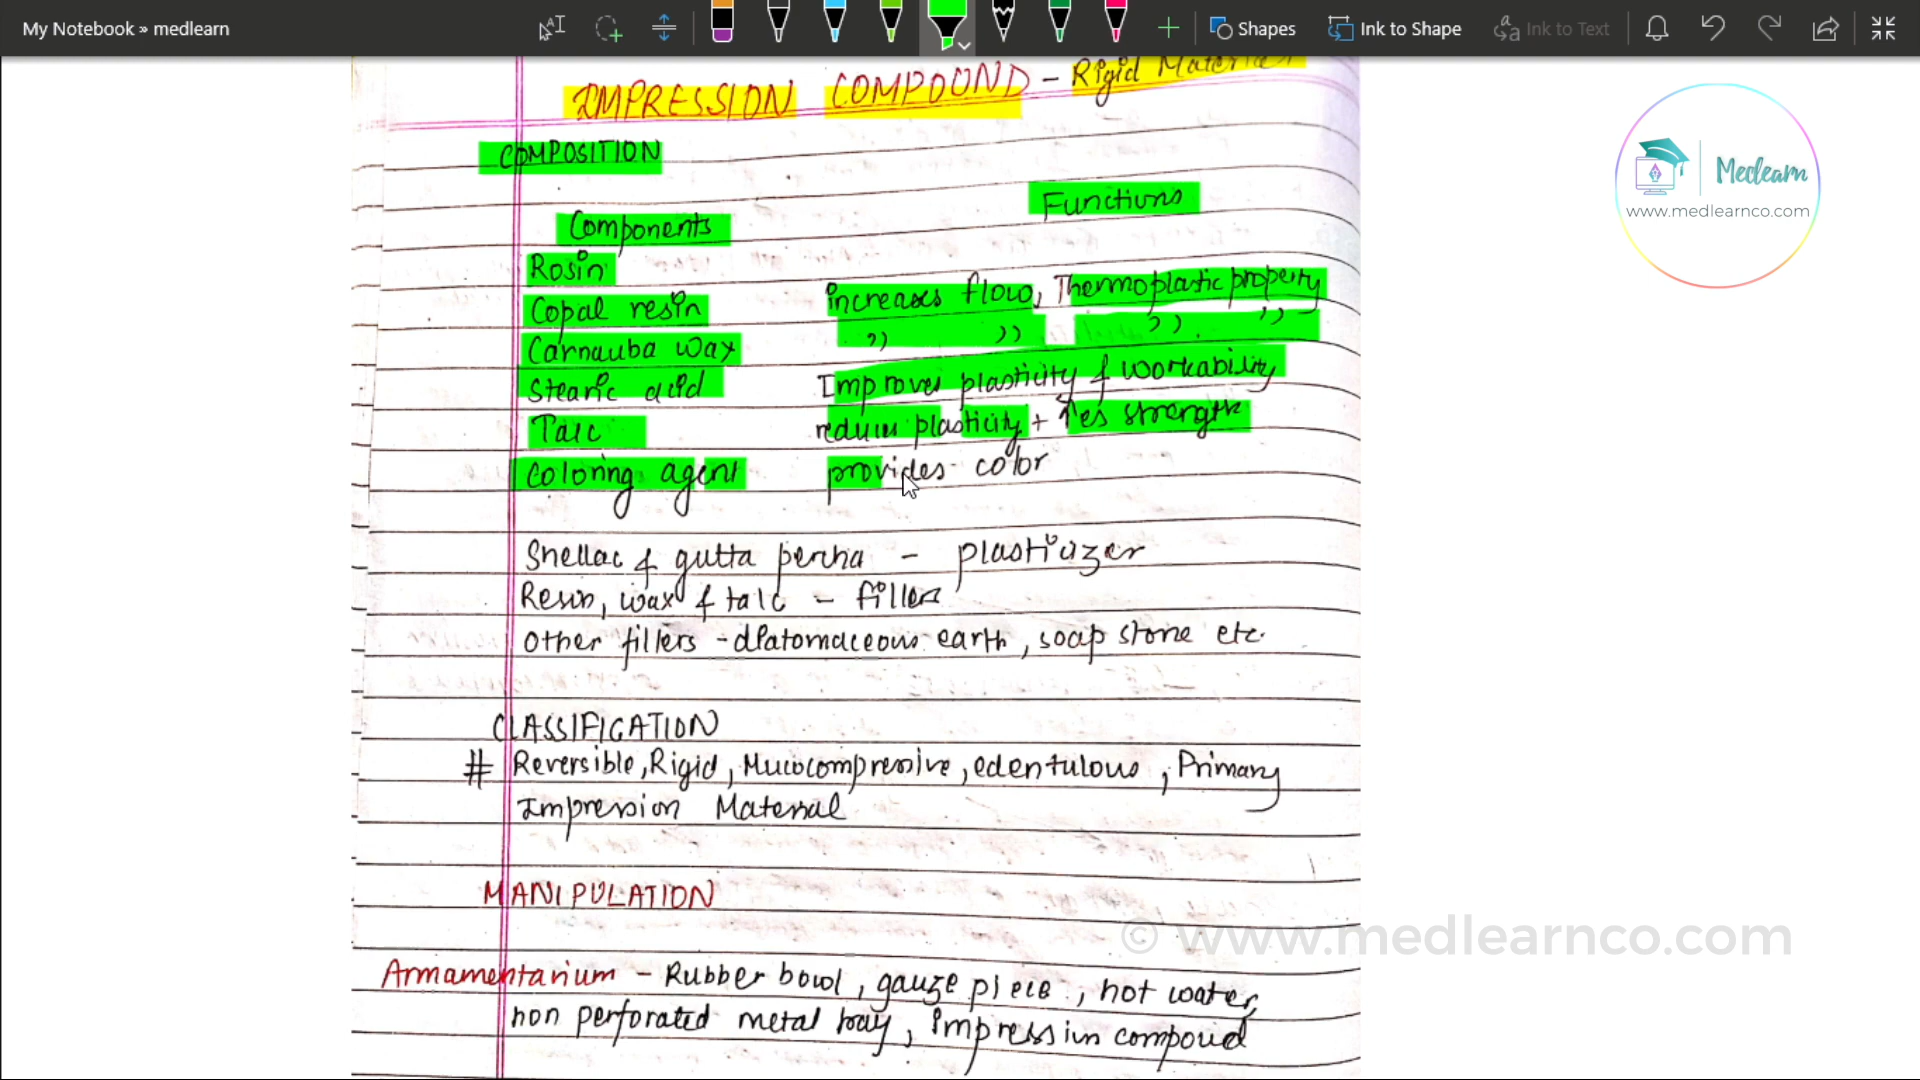 My Notebook » medlearn
Shapes
Ink to Shape
Ink to Text
IMPRESSION COMPOUND - Rigid Material
COMPOSITION
Components Functions
Rosin increases flow, Thermoplastic property
Copal resin ,, ,, ,, ,,
Carnauba wax
Stearic acid Improves plasticity & workability
Talc reduces plasticity + ↑es strength
Coloring agent provides color
Shellac & gutta percha - plasticizer
Resin, wax & talc - fillers
Other fillers - diatomaceous earth, soap stone etc.
CLASSIFICATION
# Reversible, Rigid, Mucocompressive, edentulous, Primary
Impression Material
MANIPULATION
Armamentarium - Rubber bowl, gauze piece, hot water,
non perforated metal tray, impression compoud
Medlearn
www.medlearnco.com
© www.medlearnco.com